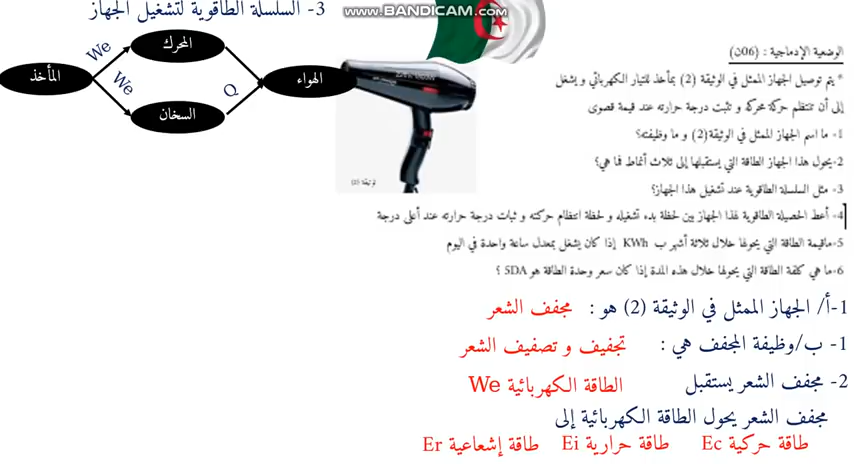 WWW.BANDICAM.COM
3- السلسلة الطاقوية لتشغيل الجهاز
المأخذ
We
We
المحرك
السخان
Q
الهواء
الوضعية الإدماجية : (06ن)
* يتم توصيل الجهاز الممثل في الوثيقة (2) بمأخذ للتيار الكهربائي و يشغل
إلى أن تنتظم حركة محركه و تثبت درجة حرارته عند قيمة قصوى
1- ما اسم الجهاز الممثل في الوثيقة(2) و ما وظيفته؟
2-يحول هذا الجهاز الطاقة التي يستقبلها إلى ثلاث أنماط فما هي؟
3- مثل السلسلة الطاقوية عند تشغيل هذا الجهاز؟
4- أعط الحصيلة الطاقوية لهذا الجهاز بين لحظة بدء تشغيله و لحظة انتظام حركته و ثبات درجة حرارته عند أعلى درجة
5-ماقيمة الطاقة التي يحولها خلال ثلاثة أشهر ب KWh إذا كان يشغل بمعدل ساعة واحدة في اليوم
6-ما هي كلفة الطاقة التي يحولها خلال هذه المدة إذا كان سعر وحدة الطاقة هو 5DA ؟
الوثيقة (2)
1-أ/ الجهاز الممثل في الوثيقة (2) هو : مجفف الشعر
1- ب/وظيفة المجفف هي : تجفيف و تصفيف الشعر
2- مجفف الشعر يستقبل الطاقة الكهربائية We
مجفف الشعر يحول الطاقة الكهربائية إلى
طاقة حركية Ec طاقة حرارية Ei طاقة إشعاعية Er